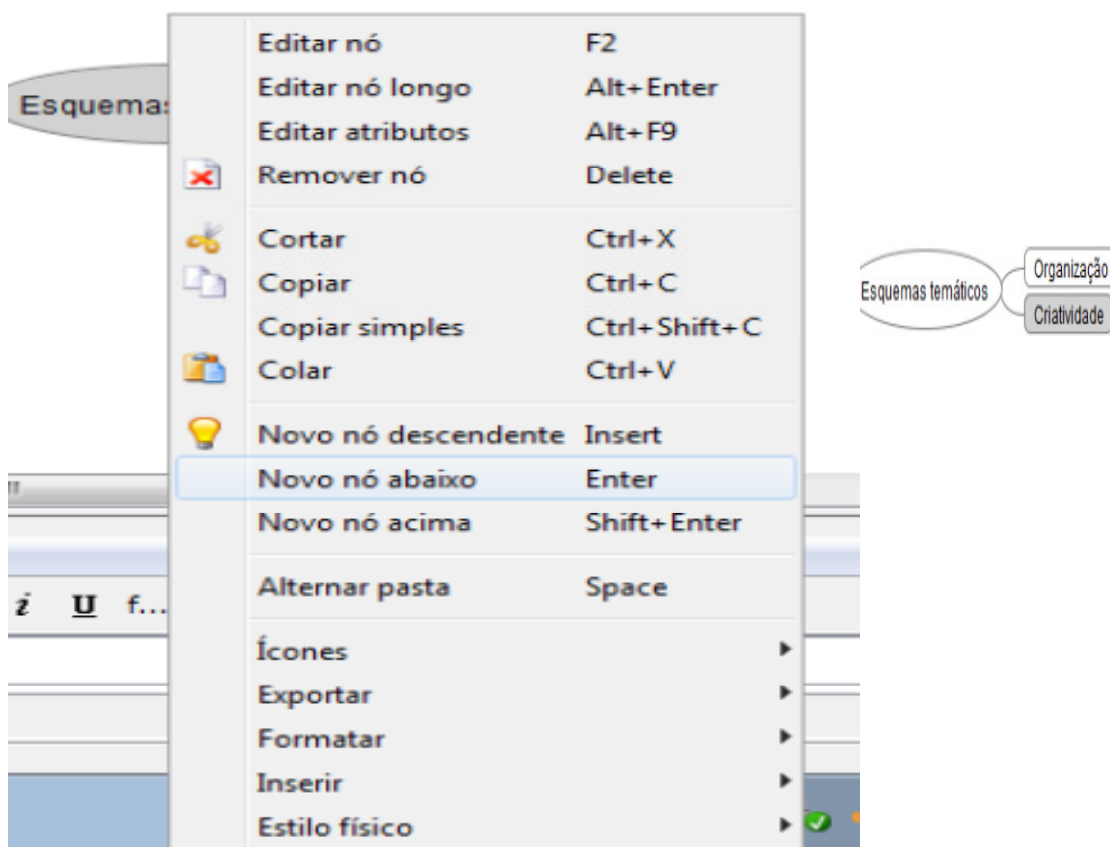 Esquemas
Editar nó F2
Editar nó longo Alt+Enter
Editar atributos Alt+F9
Remover nó Delete
Cortar Ctrl+X
Copiar Ctrl+C
Copiar simples Ctrl+Shift+C
Colar Ctrl+V
Novo nó descendente Insert
Novo nó abaixo Enter
Novo nó acima Shift+Enter
Alternar pasta Space
i U f...
Ícones
Exportar
Formatar
Inserir
Estilo físico
Esquemas temáticos
Organização
Criatividade